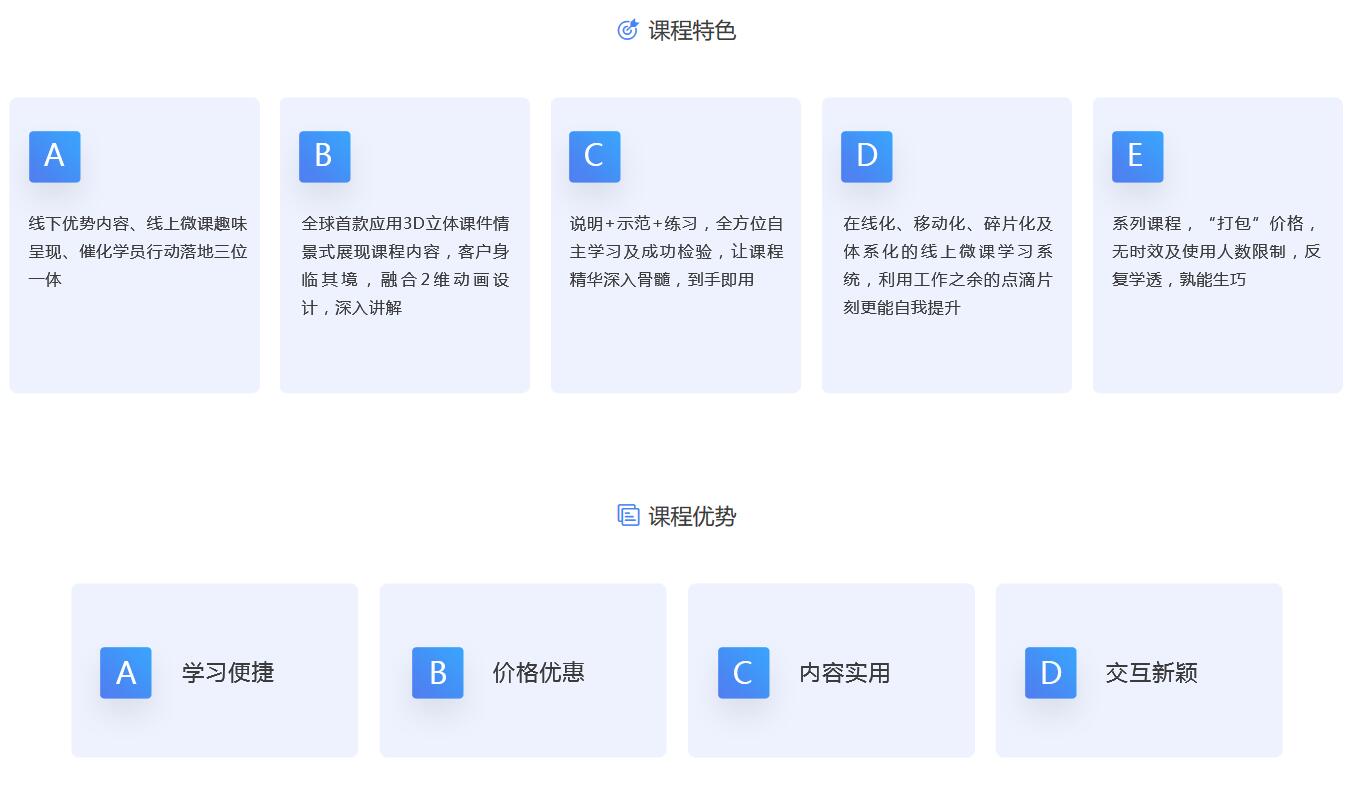 课程特色
A
线下优势内容、线上微课趣味
呈现、催化学员行动落地三位
一体
B
全球首款应用3D立体课件情
景式展现课程内容，客户身
临其境，融合2维动画设
计，深入讲解
C
说明+示范+练习，全方位自
主学习及成功检验，让课程
精华深入骨髓，到手即用
D
在线化、移动化、碎片化及
体系化的线上微课学习系
统，利用工作之余的点滴片
刻更能自我提升
E
系列课程，“打包”价格，
无时效及使用人数限制，反
复学透，孰能生巧
课程优势
A 学习便捷
B 价格优惠
C 内容实用
D 交互新颖